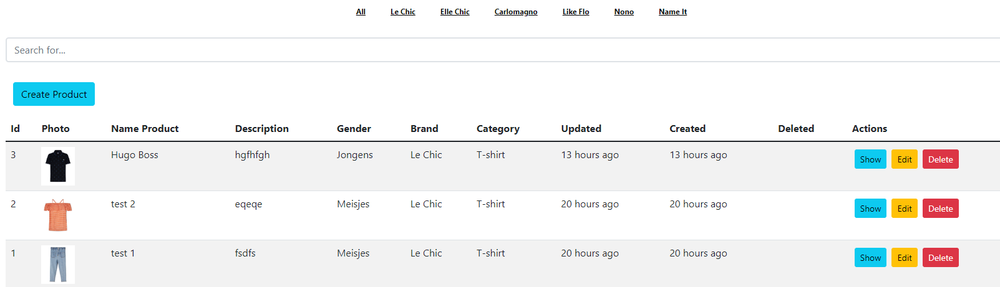 All Le Chic Elle Chic Carlomagno Like Flo Nono Name It
Search for...
Create Product
Id Photo Name Product Description Gender Brand Category Updated Created Deleted Actions
3 Hugo Boss hgfhfgh Jongens Le Chic T-shirt 13 hours ago 13 hours ago Show Edit Delete
2 test 2 eqeqe Meisjes Le Chic T-shirt 20 hours ago 20 hours ago Show Edit Delete
1 test 1 fsdfs Meisjes Le Chic T-shirt 20 hours ago 20 hours ago Show Edit Delete